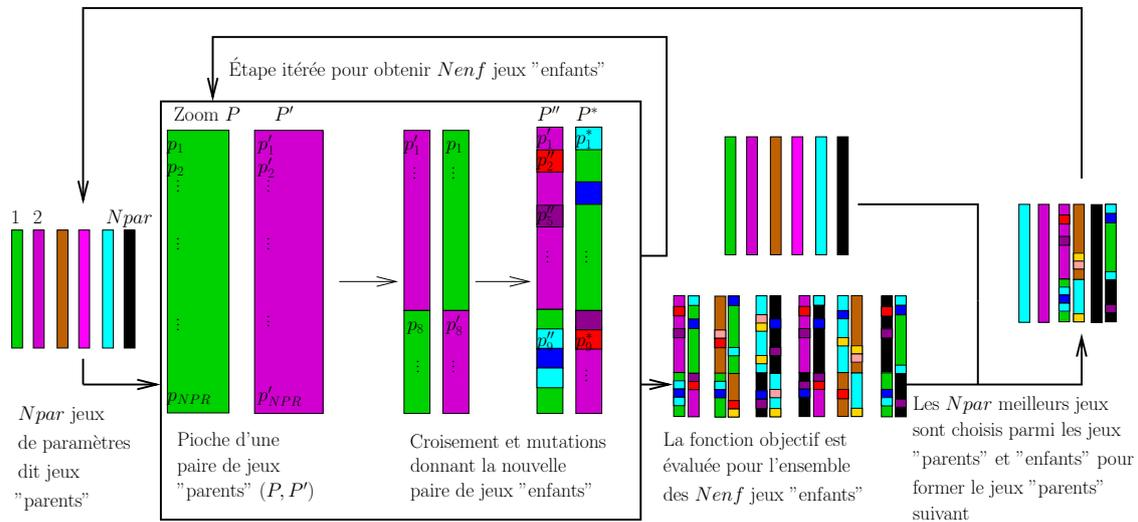 Étape itérée pour obtenir Nenf jeux "enfants"
Zoom P P'
P'' P*
p1
p2
⋮
⋮
⋮
pNPR
p'1
p'2
⋮
⋮
⋮
p'NPR
p'1
⋮
p8
p1
⋮
p'8
⋮
p'1
p''2
p''5
⋮
p''9
p*1
⋮
p*9
1 2 Npar
Npar jeux
de paramètres
dit jeux
"parents"
Pioche d'une
paire de jeux
"parents" (P, P')
Croisement et mutations
donnant la nouvelle
paire de jeux "enfants"
La fonction objectif est
évaluée pour l'ensemble
des Nenf jeux "enfants"
Les Npar meilleurs jeux
sont choisis parmi les jeux
"parents" et "enfants" pour
former le jeux "parents"
suivant